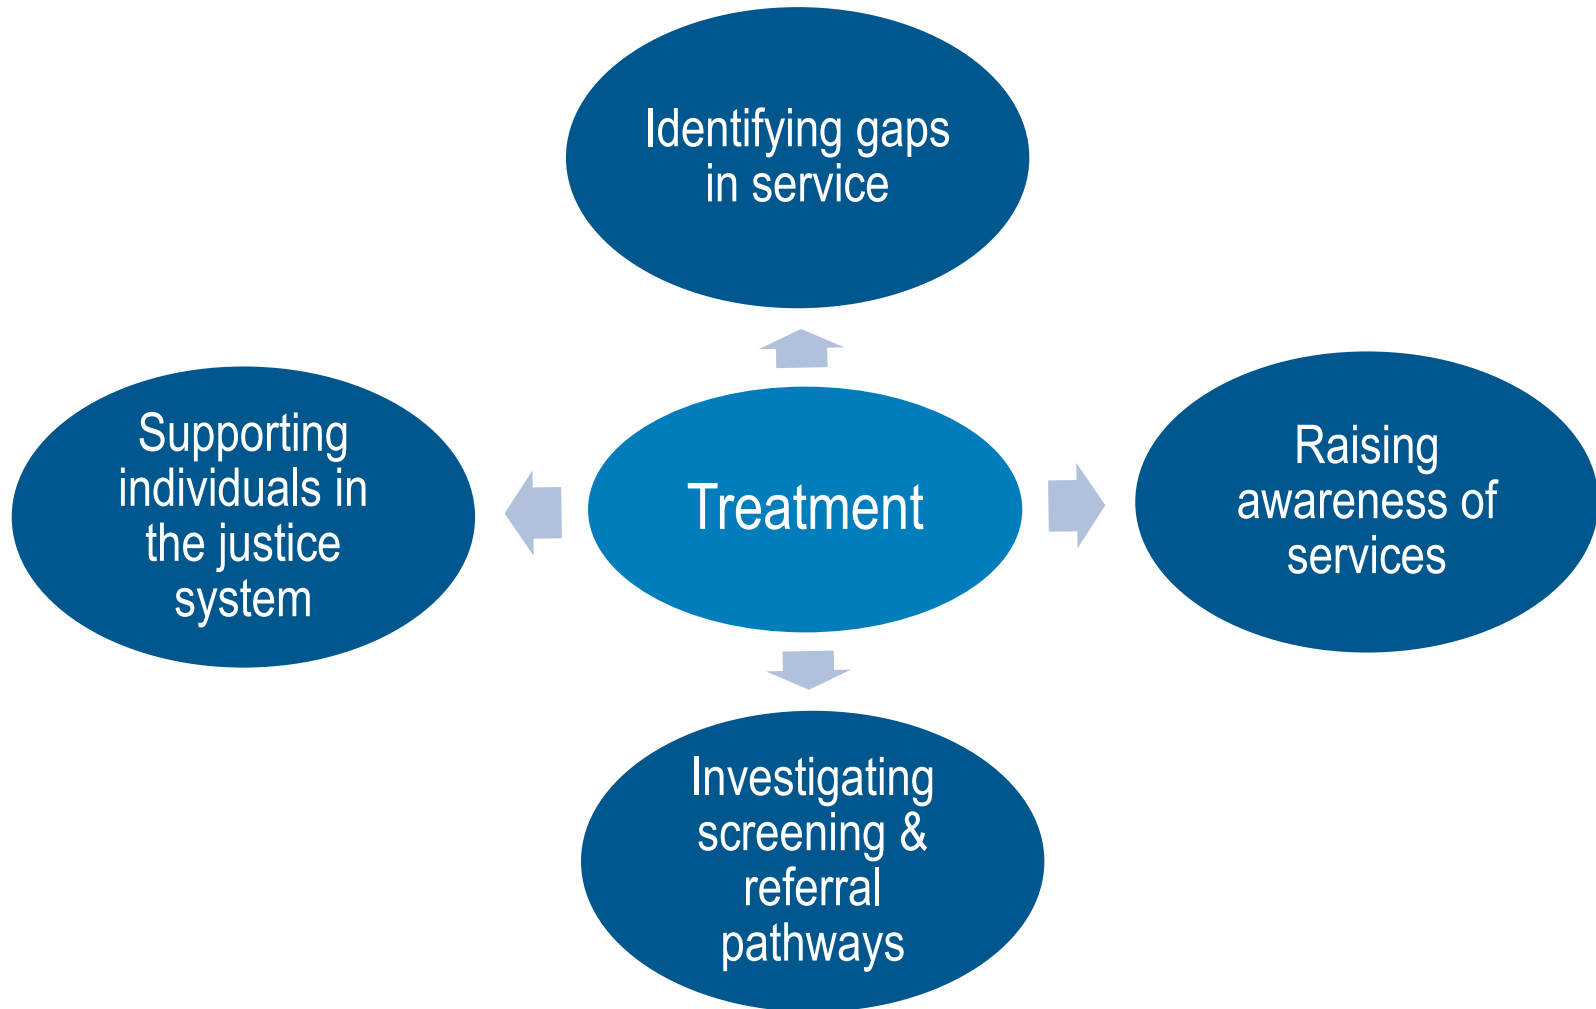 Identifying gaps
in service
Supporting
individuals in
the justice
system
Treatment
Raising
awareness of
services
Investigating
screening &
referral
pathways